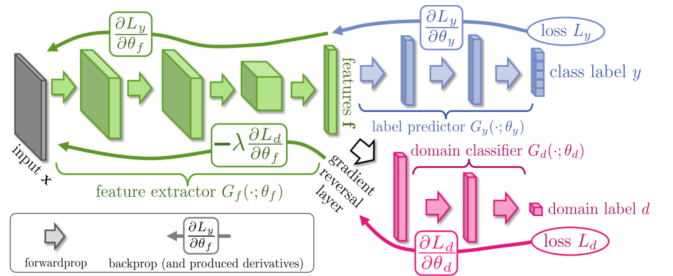 ∂L_y/∂θ_f
∂L_y/∂θ_y
loss L_y
class label y
features f
label predictor G_y(·; θ_y)
−λ ∂L_d/∂θ_f
input x
feature extractor G_f(·; θ_f)
gradient
reversal
layer
domain classifier G_d(·; θ_d)
domain label d
∂L_d/∂θ_d
loss L_d
forwardprop
∂L_y/∂θ_f
backprop (and produced derivatives)